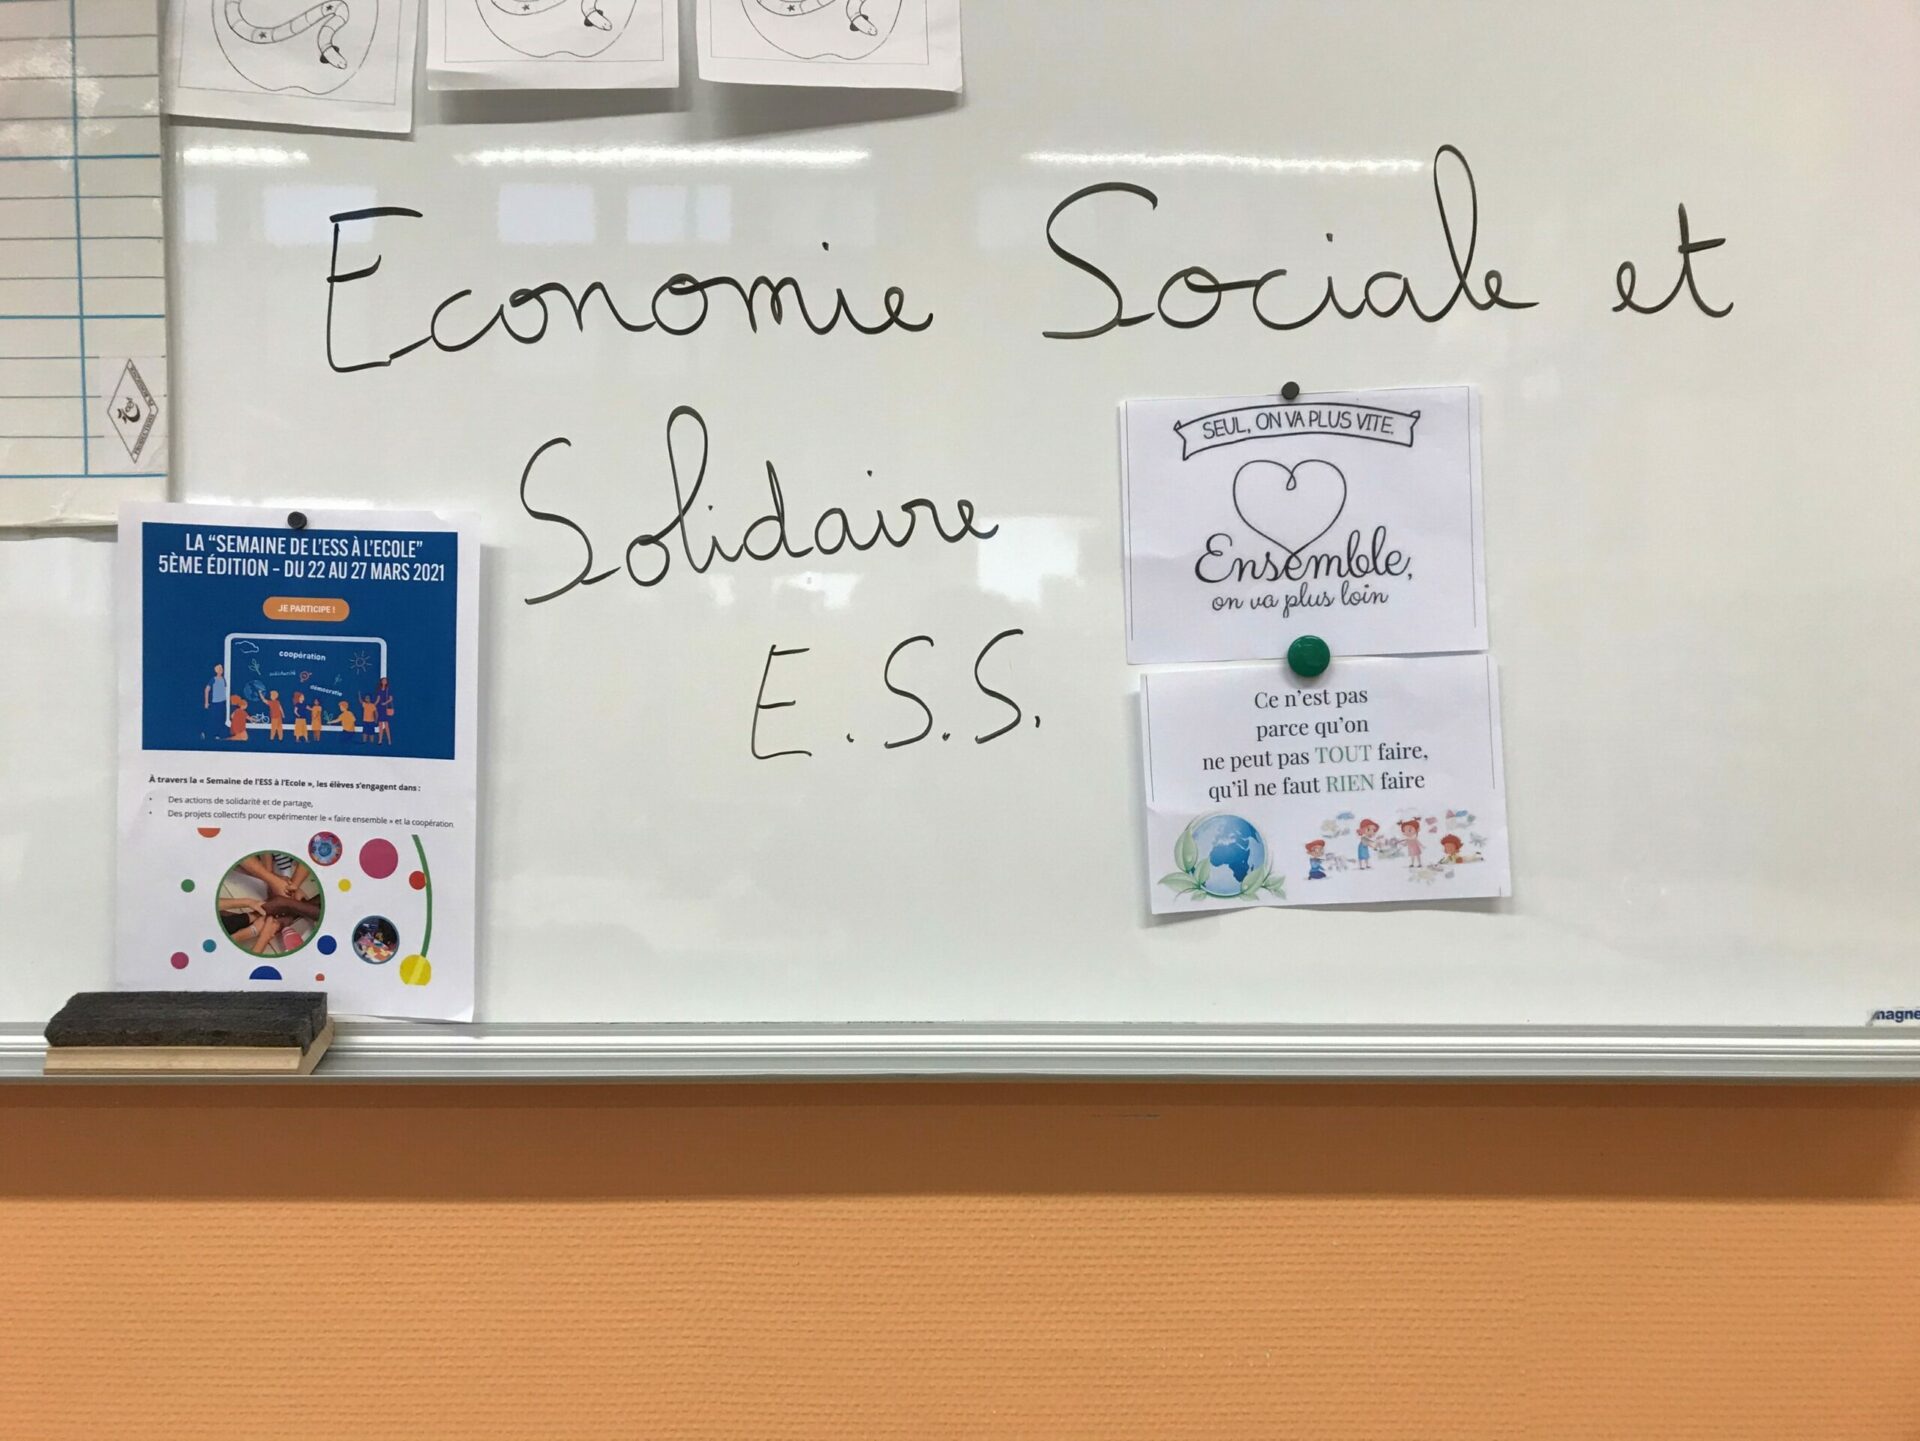 Economie Sociale et
Solidaire
E.S.S.
LA "SEMAINE DE L'ESS À L'ECOLE"
5ÈME ÉDITION - DU 22 AU 27 MARS 2021
JE PARTICIPE !
coopération
solidarité
démocratie
À travers la « Semaine de l'ESS à l'Ecole », les élèves s'engagent dans :
• Des actions de solidarité et de partage,
• Des projets collectifs pour expérimenter le « faire ensemble » et la coopération.
SEUL, ON VA PLUS VITE.
Ensemble,
on va plus loin
Ce n'est pas
parce qu'on
ne peut pas TOUT faire,
qu'il ne faut RIEN faire